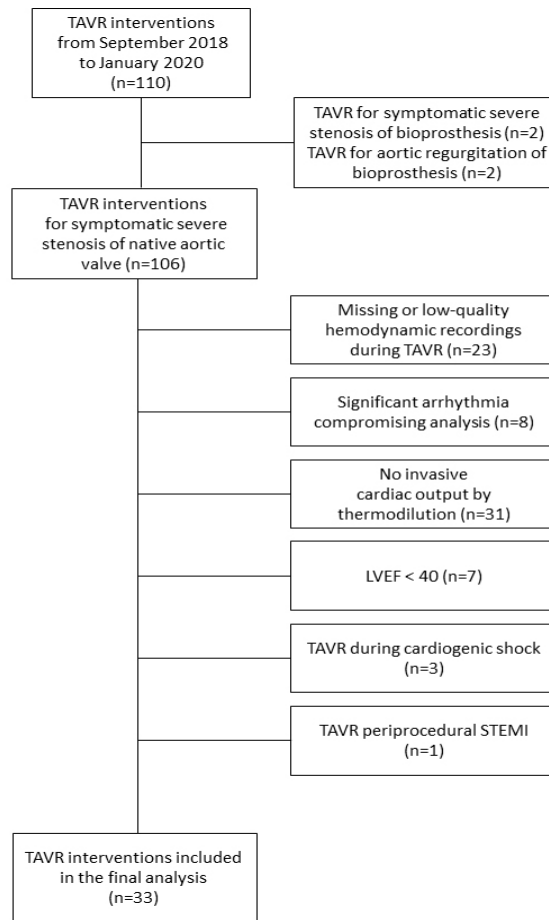 TAVR interventions
from September 2018
to January 2020
(n=110)
TAVR for symptomatic severe
stenosis of bioprosthesis (n=2)
TAVR for aortic regurgitation of
bioprosthesis (n=2)
TAVR interventions
for symptomatic severe
stenosis of native aortic
valve (n=106)
Missing or low-quality
hemodynamic recordings
during TAVR (n=23)
Significant arrhythmia
compromising analysis (n=8)
No invasive
cardiac output by
thermodilution (n=31)
LVEF < 40 (n=7)
TAVR during cardiogenic shock
(n=3)
TAVR periprocedural STEMI
(n=1)
TAVR interventions included
in the final analysis
(n=33)